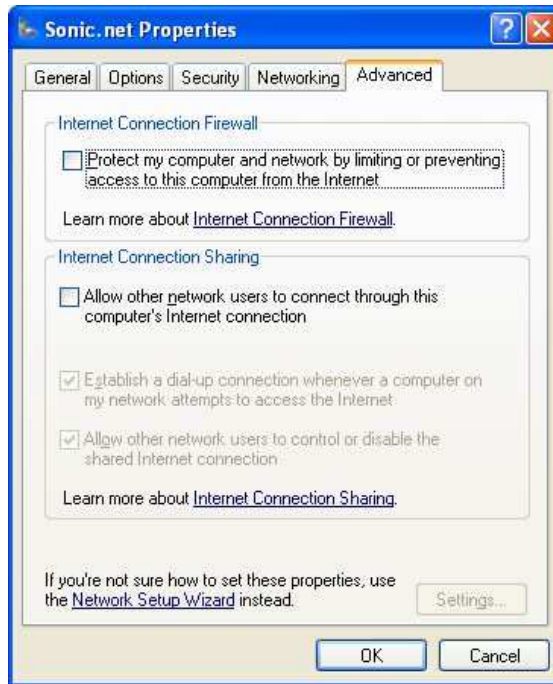 Sonic.net Properties
General Options Security Networking Advanced
Internet Connection Firewall
Protect my computer and network by limiting or preventing
access to this computer from the Internet
Learn more about Internet Connection Firewall.
Internet Connection Sharing
Allow other network users to connect through this
computer's Internet connection
Establish a dial-up connection whenever a computer on
my network attempts to access the Internet
Allow other network users to control or disable the
shared Internet connection
Learn more about Internet Connection Sharing.
If you're not sure how to set these properties, use
the Network Setup Wizard instead.
Settings...
OK Cancel